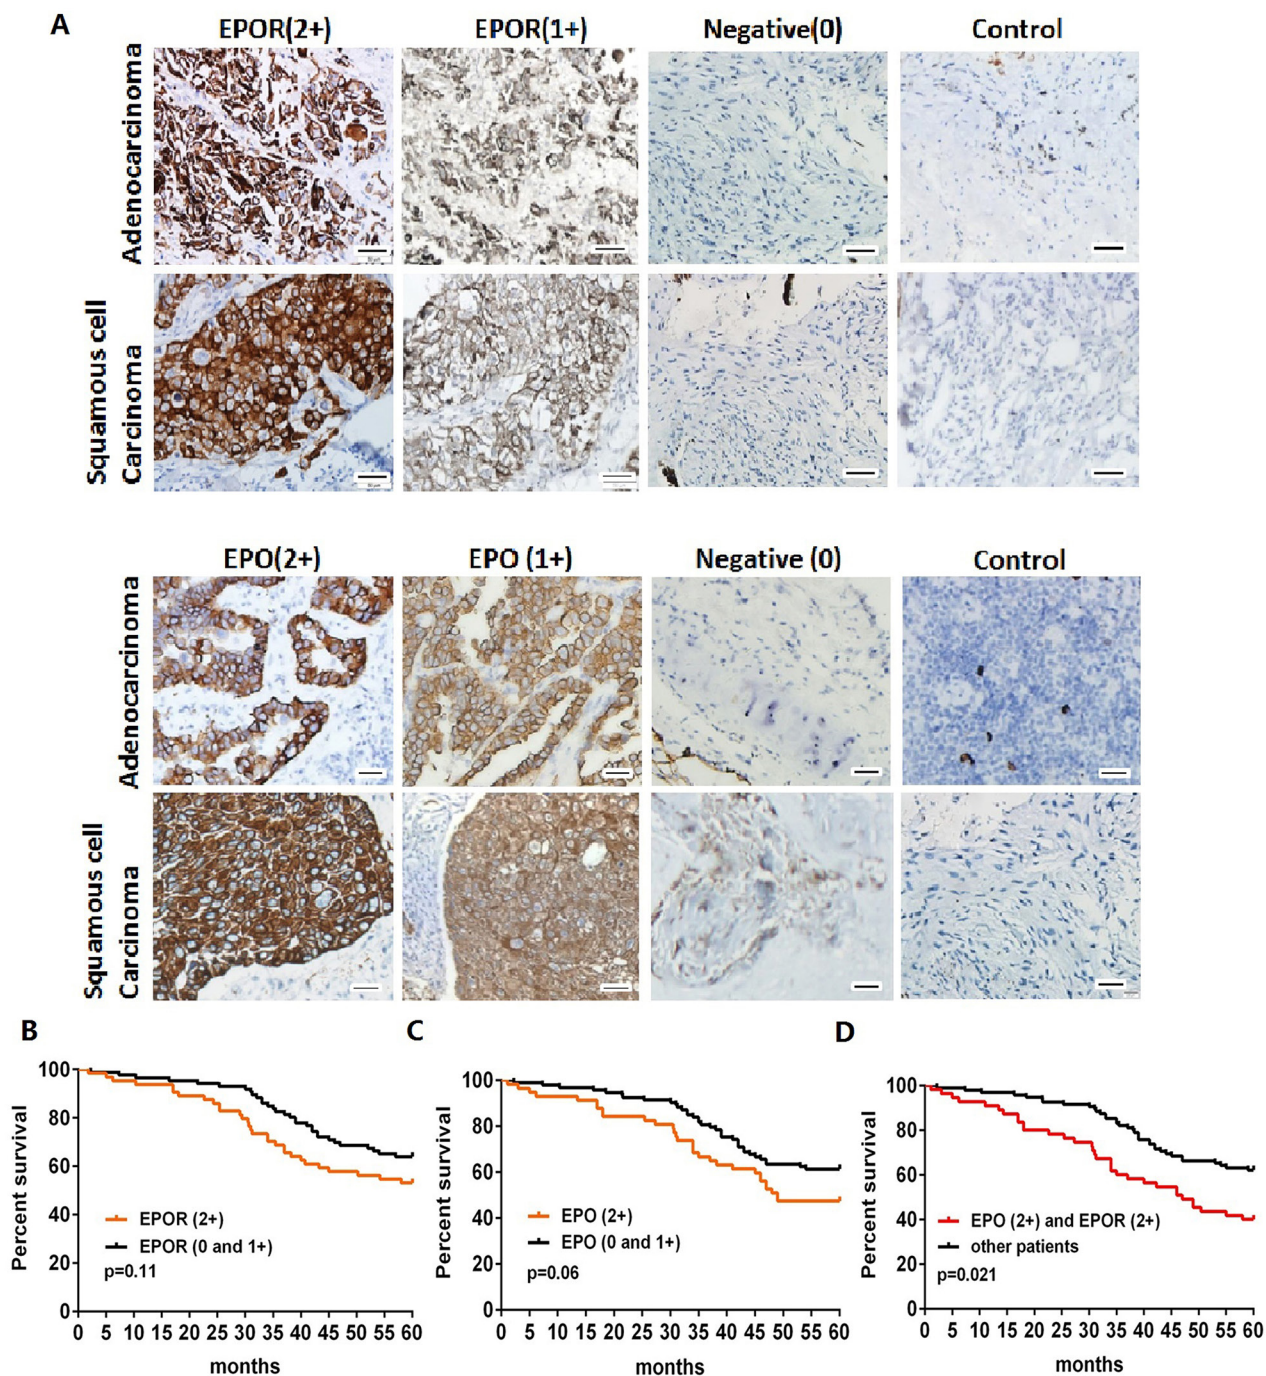 A
EPOR(2+) EPOR(1+) Negative(0) Control
Adenocarcinoma
Squamous cell
Carcinoma
EPO(2+) EPO (1+) Negative (0) Control
Adenocarcinoma
Squamous cell
Carcinoma
B
Percent survival
100
80
60
40
20
0
EPOR (2+)
EPOR (0 and 1+)
p=0.11
0 5 10 15 20 25 30 35 40 45 50 55 60
months
C
Percent survival
100
80
60
40
20
0
EPO (2+)
EPO (0 and 1+)
p=0.06
0 5 10 15 20 25 30 35 40 45 50 55 60
months
D
Percent survival
100
80
60
40
20
0
EPO (2+) and EPOR (2+)
other patients
p=0.021
0 5 10 15 20 25 30 35 40 45 50 55 60
months